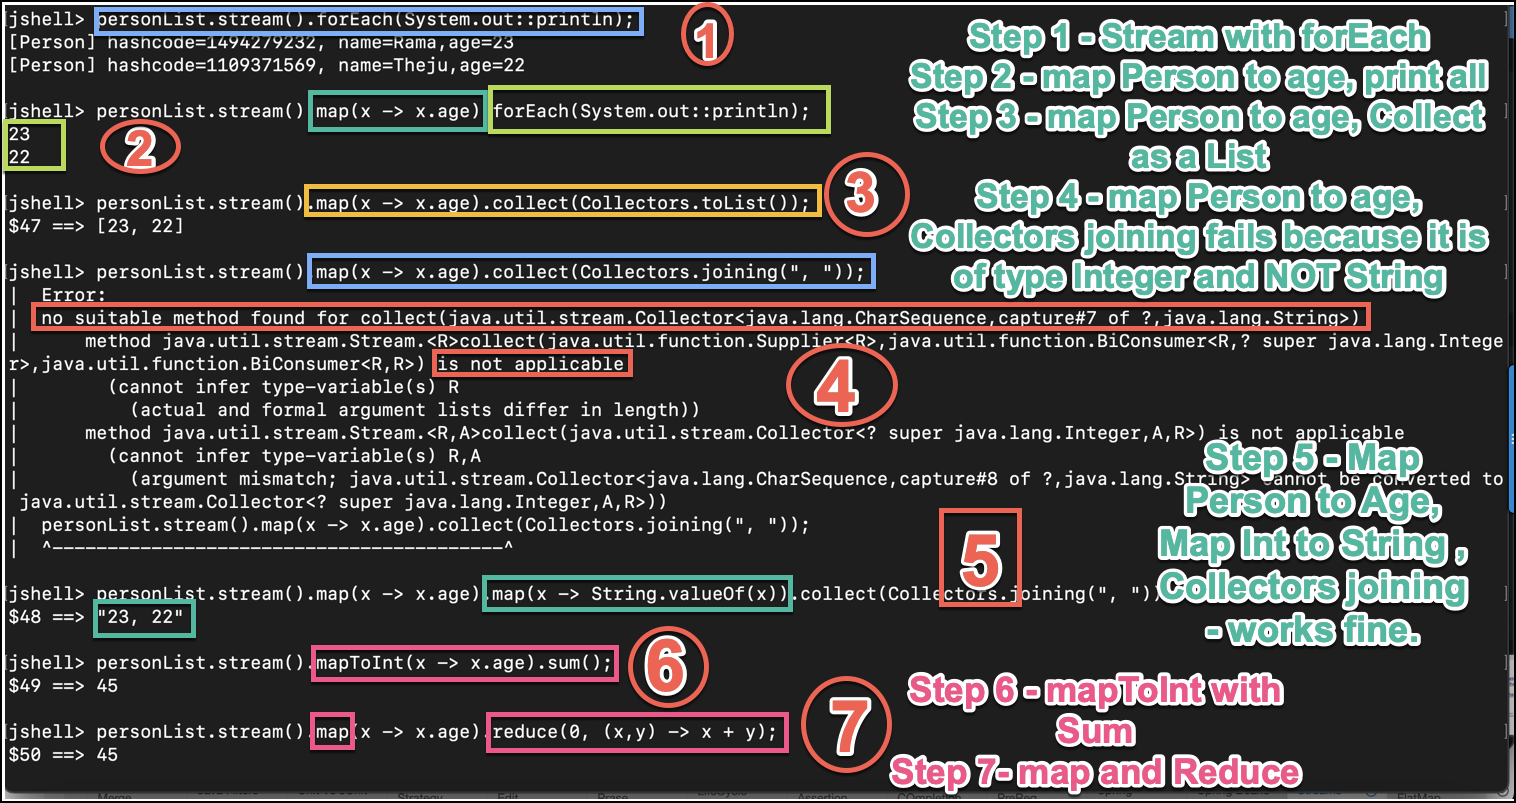 jshell> personList.stream().forEach(System.out::println);
[Person] hashcode=1494279232, name=Rama,age=23
[Person] hashcode=1109371569, name=Theju,age=22
jshell> personList.stream().map(x -> x.age).forEach(System.out::println);
23
22
jshell> personList.stream().map(x -> x.age).collect(Collectors.toList());
$47 ==> [23, 22]
jshell> personList.stream().map(x -> x.age).collect(Collectors.joining(", "));
|  Error:
|  no suitable method found for collect(java.util.stream.Collector<java.lang.CharSequence,capture#7 of ?,java.lang.String>)
|      method java.util.stream.Stream.<R>collect(java.util.function.Supplier<R>,java.util.function.BiConsumer<R,? super java.lang.Intege
r>,java.util.function.BiConsumer<R,R>) is not applicable
|        (cannot infer type-variable(s) R
|          (actual and formal argument lists differ in length))
|      method java.util.stream.Stream.<R,A>collect(java.util.stream.Collector<? super java.lang.Integer,A,R>) is not applicable
|        (cannot infer type-variable(s) R,A
|          (argument mismatch; java.util.stream.Collector<java.lang.CharSequence,capture#8 of ?,java.lang.String> cannot be converted to
java.util.stream.Collector<? super java.lang.Integer,A,R>))
|  personList.stream().map(x -> x.age).collect(Collectors.joining(", "));
|  ^-----------------------------------------^
jshell> personList.stream().map(x -> x.age).map(x -> String.valueOf(x)).collect(Collectors.joining(", "))
$48 ==> "23, 22"
jshell> personList.stream().mapToInt(x -> x.age).sum();
$49 ==> 45
jshell> personList.stream().map(x -> x.age).reduce(0, (x,y) -> x + y);
$50 ==> 45
1
2
3
4
5
6
7
Step 1 - Stream with forEach
Step 2 - map Person to age, print all
Step 3 - map Person to age, Collect
as a List
Step 4 - map Person to age,
Collectors joining fails because it is
of type Integer and NOT String
Step 5 - Map
Person to Age,
Map Int to String ,
Collectors joining
- works fine.
Step 6 - mapToInt with
Sum
Step 7- map and Reduce